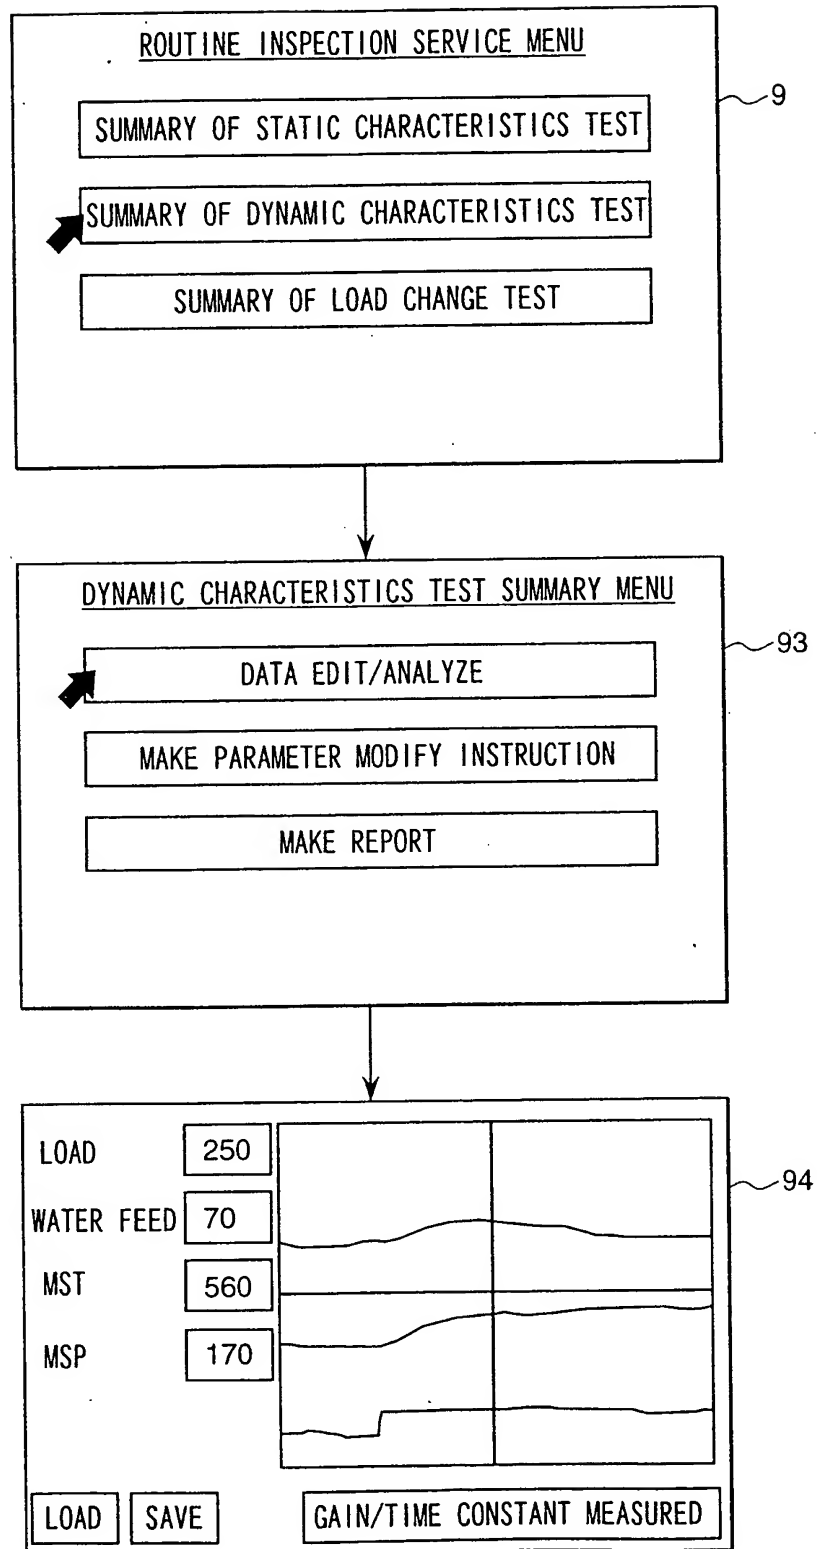 ROUTINE INSPECTION SERVICE MENU
9
SUMMARY OF STATIC CHARACTERISTICS TEST
SUMMARY OF DYNAMIC CHARACTERISTICS TEST
SUMMARY OF LOAD CHANGE TEST
DYNAMIC CHARACTERISTICS TEST SUMMARY MENU
93
DATA EDIT/ANALYZE
MAKE PARAMETER MODIFY INSTRUCTION
MAKE REPORT
LOAD 250
94
WATER FEED 70
MST 560
MSP 170
LOAD SAVE GAIN/TIME CONSTANT MEASURED